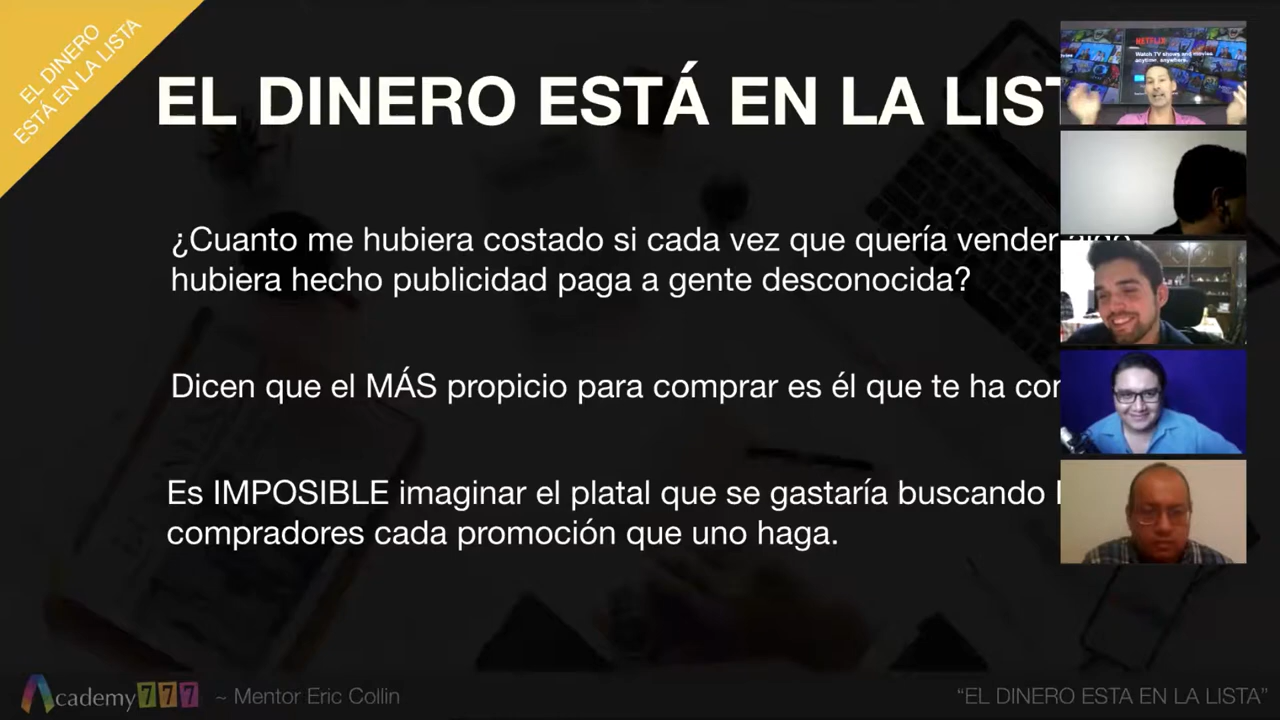 EL DINERO
ESTÁ EN LA LISTA
EL DINERO ESTÁ EN LA LIST
¿Cuanto me hubiera costado si cada vez que quería vender algo
hubiera hecho publicidad paga a gente desconocida?
Dicen que el MÁS propicio para comprar es él que te ha
Es IMPOSIBLE imaginar el platal que se gastaría buscando
compradores cada promoción que uno haga.
NETFLIX
Watch TV shows and movies
anytime, anywhere.
Academy777 ~ Mentor Eric Collin
“EL DINERO ESTA EN LA LISTA”